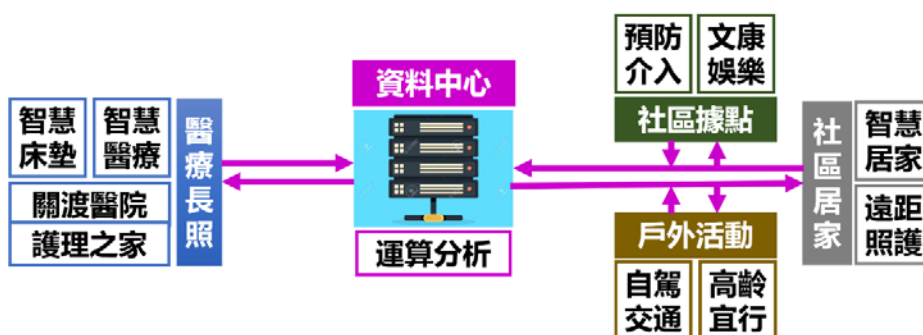 智慧
床墊
智慧
醫療
關渡醫院
護理之家
醫療長照
資料中心
運算分析
預防
介入
文康
娛樂
社區據點
戶外活動
自駕
交通
高齡
宜行
社區居家
智慧
居家
遠距
照護